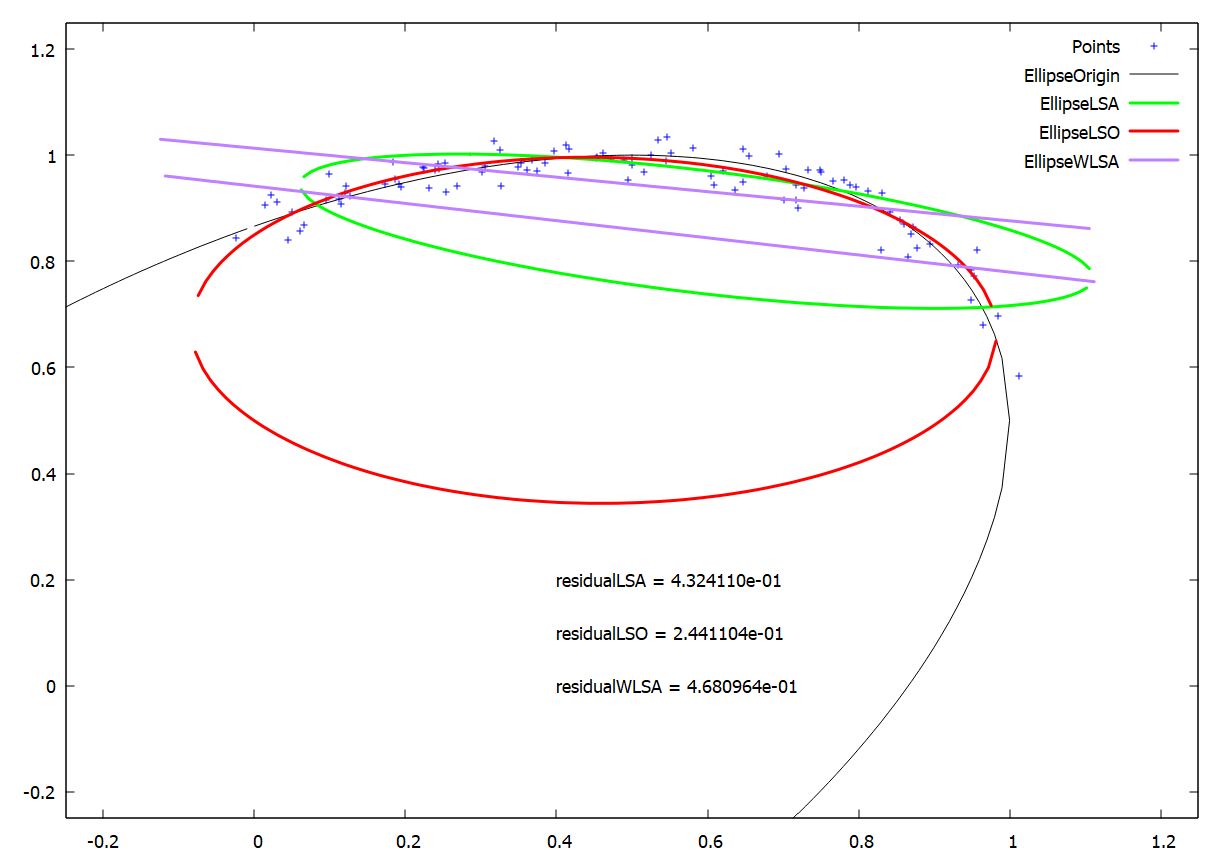 1.2
1
0.8
0.6
0.4
0.2
0
-0.2
-0.2
0
0.2
0.4
0.6
0.8
1
1.2
Points
EllipseOrigin
EllipseLSA
EllipseLSO
EllipseWLSA
residualLSA = 4.324110e-01
residualLSO = 2.441104e-01
residualWLSA = 4.680964e-01